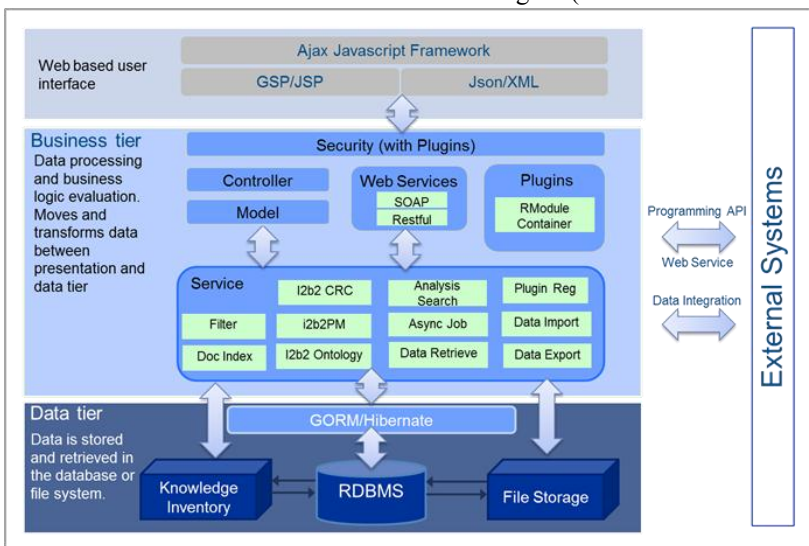 Ajax Javascript Framework
Web based user
interface
GSP/JSP
Json/XML
Business tier
Data processing
and business
logic evaluation.
Moves and
transforms data
between
presentation and
data tier
Security (with Plugins)
Controller
Model
Web Services
SOAP
Restful
Plugins
RModule
Container
Service
I2b2 CRC
Analysis
Search
Plugin Reg
Filter
i2b2PM
Async Job
Data Import
Doc Index
I2b2 Ontology
Data Retrieve
Data Export
Programming API
Web Service
Data Integration
External Systems
Data tier
Data is stored
and retrieved in
the database or
file system.
GORM/Hibernate
Knowledge
Inventory
RDBMS
File Storage